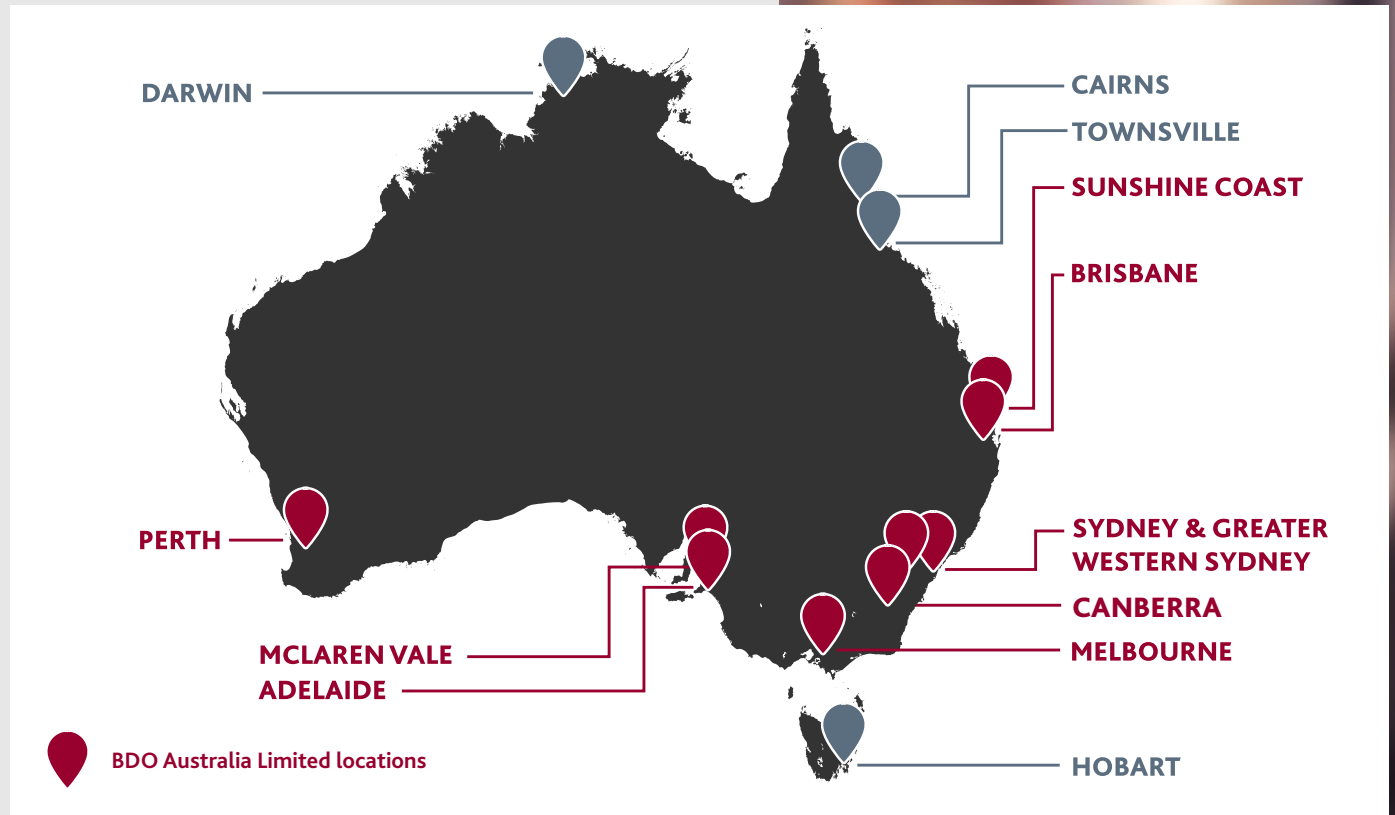 DARWIN
CAIRNS
TOWNSVILLE
SUNSHINE COAST
BRISBANE
PERTH
SYDNEY & GREATER
WESTERN SYDNEY
CANBERRA
MELBOURNE
MCLAREN VALE
ADELAIDE
BDO Australia Limited locations
HOBART